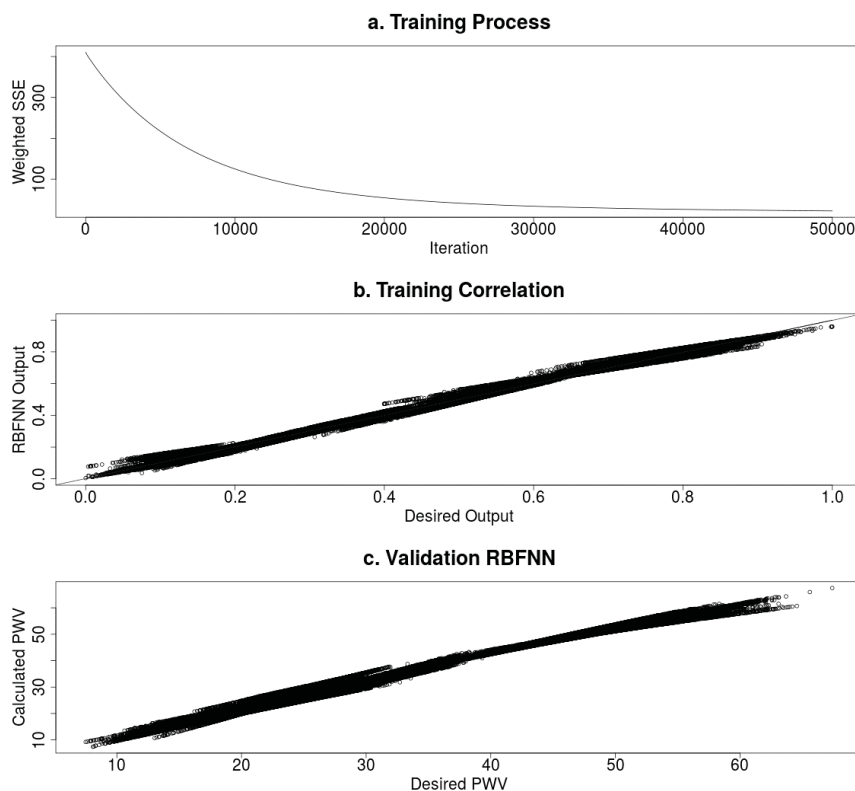 a. Training Process
Weighted SSE
300
100
0 10000 20000 30000 40000 50000
Iteration
b. Training Correlation
RBFNN Output
0.8
0.4
0.0
0.0 0.2 0.4 0.6 0.8 1.0
Desired Output
c. Validation RBFNN
Calculated PWV
50
30
10
10 20 30 40 50 60
Desired PWV